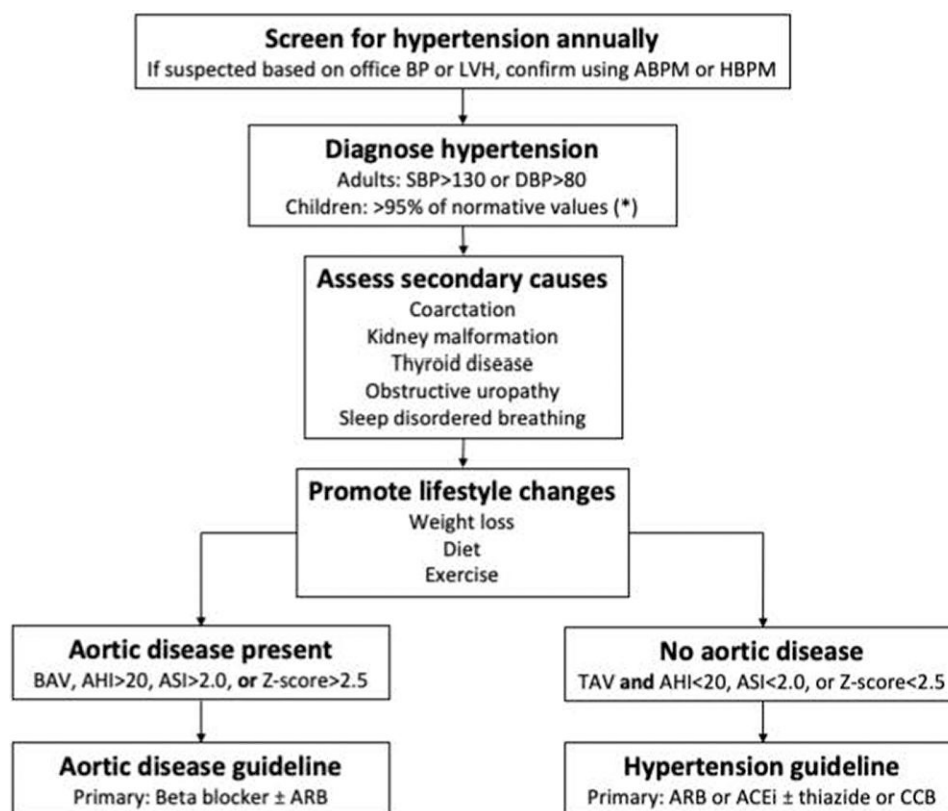 Screen for hypertension annually
If suspected based on office BP or LVH, confirm using ABPM or HBPM
Diagnose hypertension
Adults: SBP>130 or DBP>80
Children: >95% of normative values (*)
Assess secondary causes
Coarctation
Kidney malformation
Thyroid disease
Obstructive uropathy
Sleep disordered breathing
Promote lifestyle changes
Weight loss
Diet
Exercise
Aortic disease present
BAV, AHI>20, ASI>2.0, or Z-score>2.5
No aortic disease
TAV and AHI<20, ASI<2.0, or Z-score<2.5
Aortic disease guideline
Primary: Beta blocker ± ARB
Hypertension guideline
Primary: ARB or ACEi ± thiazide or CCB